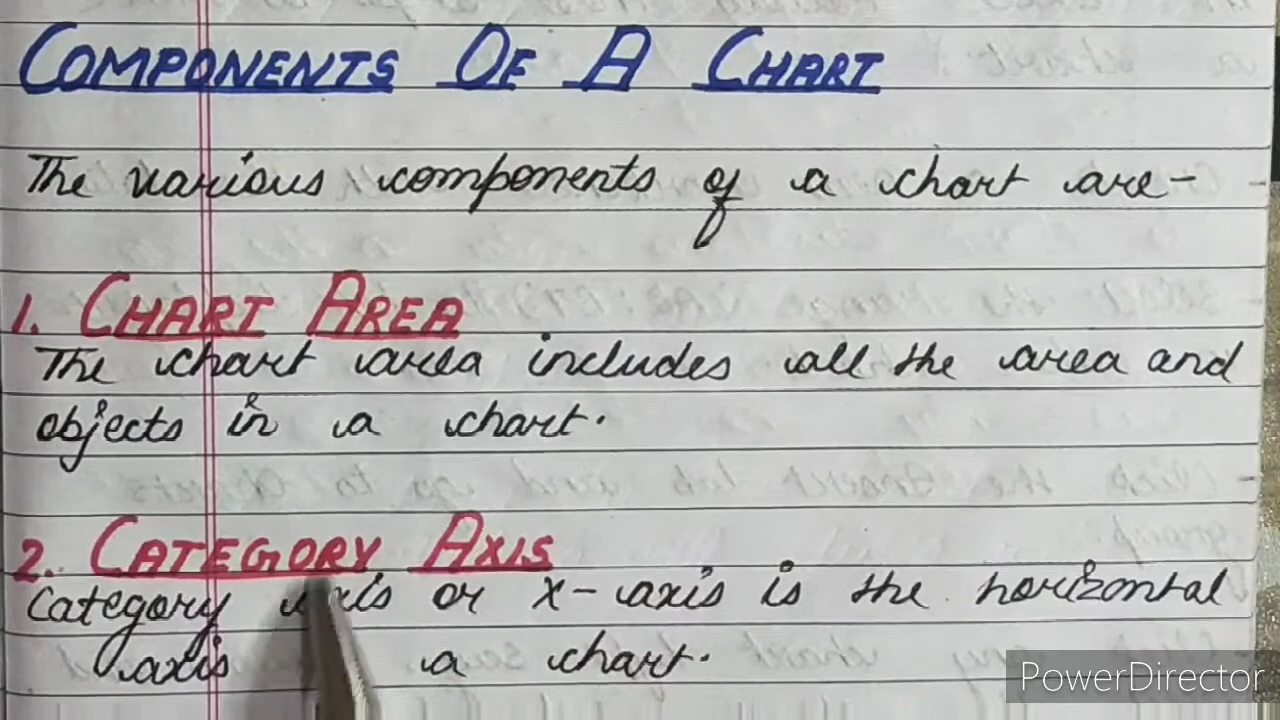 COMPONENTS OF A CHART
The various components of a chart are-
1. CHART AREA
The chart area includes all the area and
objects in a chart.
2. CATEGORY AXIS
Category axis or x-axis is the horizontal
axis a chart.
PowerDirector